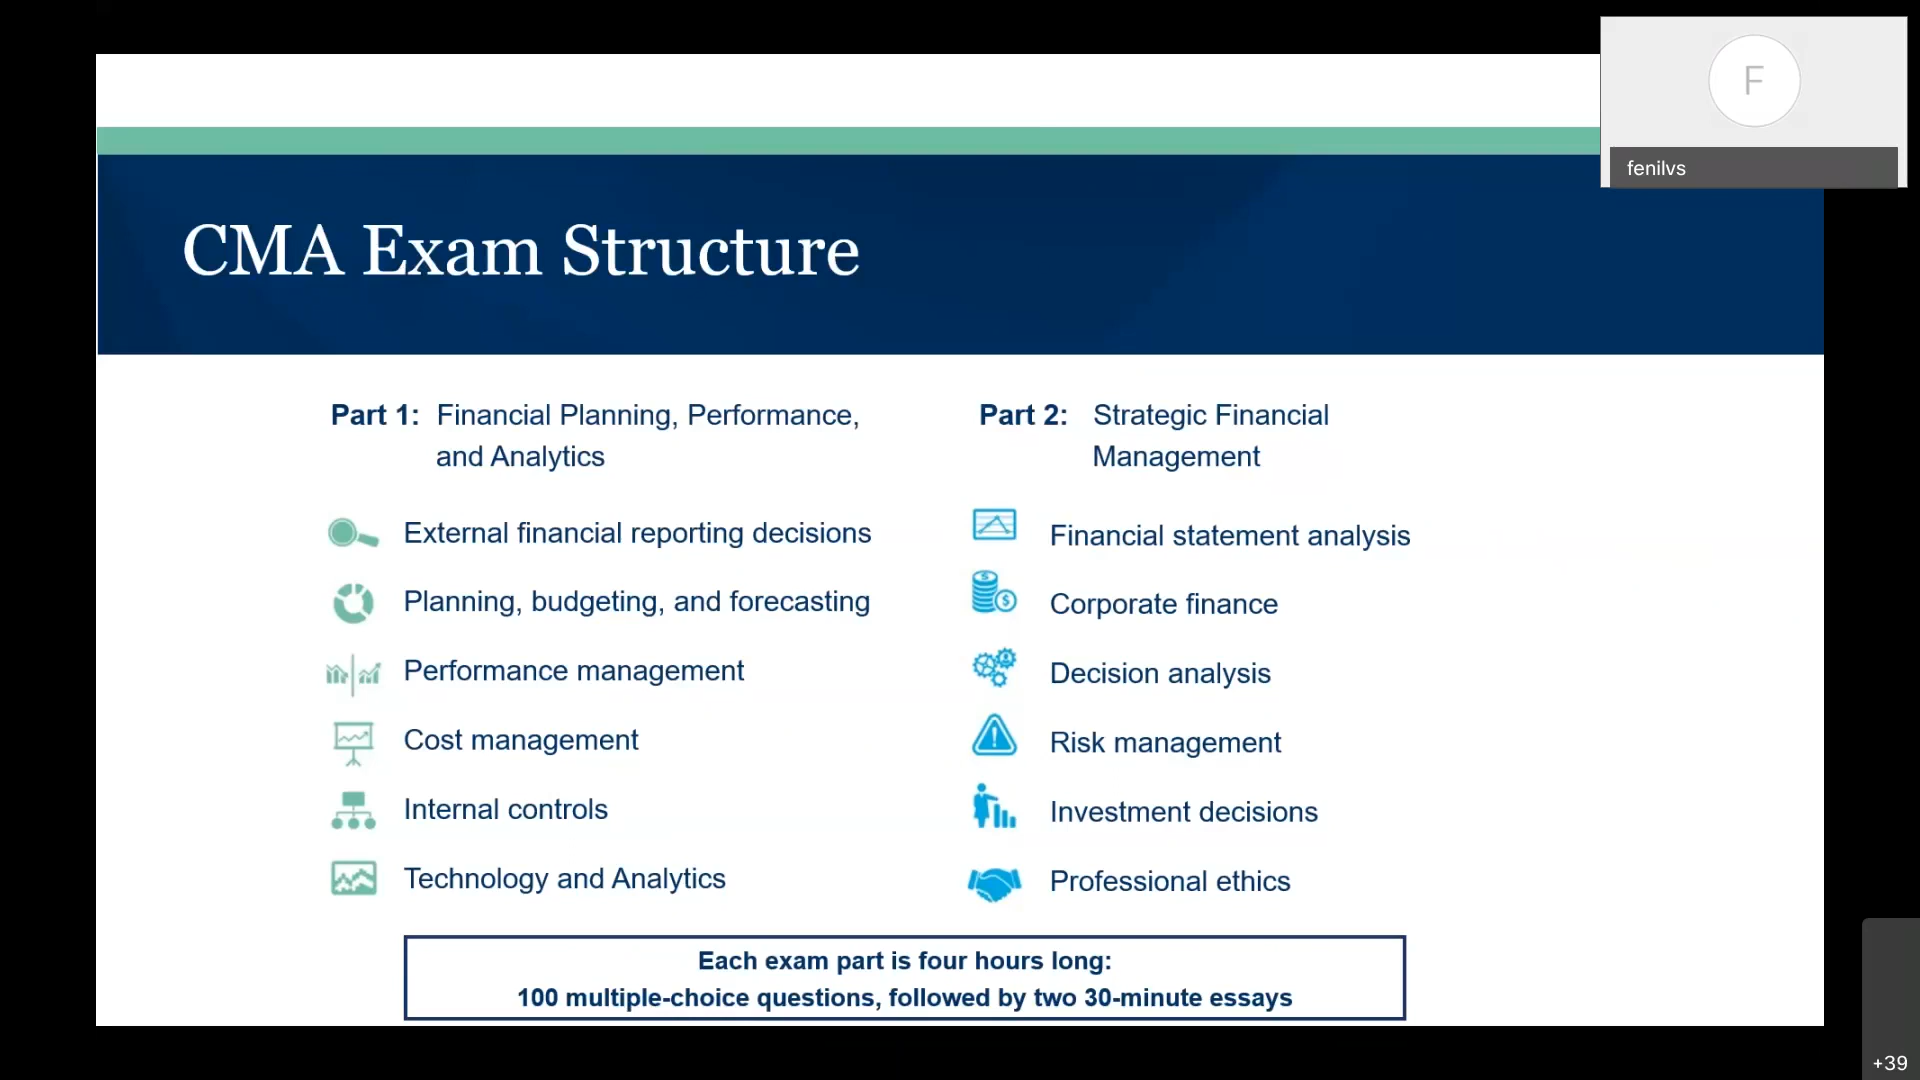 F
fenilvs
CMA Exam Structure
Part 1: Financial Planning, Performance,
and Analytics
External financial reporting decisions
Planning, budgeting, and forecasting
Performance management
Cost management
Internal controls
Technology and Analytics
Part 2: Strategic Financial
Management
Financial statement analysis
Corporate finance
Decision analysis
Risk management
Investment decisions
Professional ethics
Each exam part is four hours long:
100 multiple-choice questions, followed by two 30-minute essays
+39